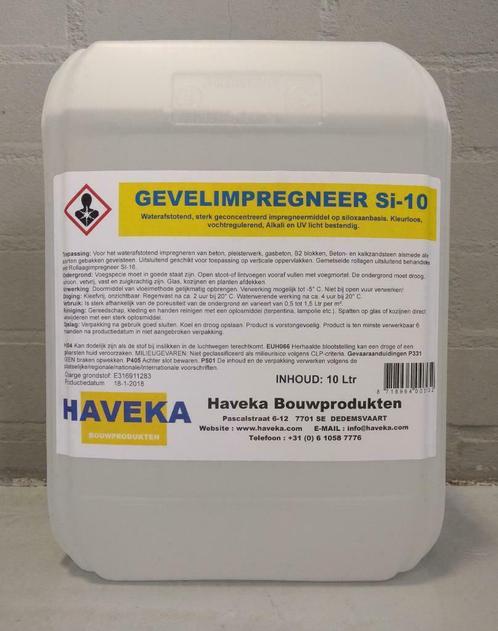 GEVELIMPREGNEER Si-10
Waterafstotend, sterk geconcentreerd impregneermiddel op siloxaanbasis. Kleurloos,
vochtregulerend, Alkali en UV licht bestendig.
Toepassing: Voor het waterafstotend impregneren van beton, pleisterwerk, gasbeton, B2 blokken, Beton- en kalkzandsteen alsmede alle
soorten gebakken gevelsteen. Uitsluitend geschikt voor toepassing op verticale oppervlakken. Gemetselde rollagen uitsluitend behandelen
met Rollaagimpregneer SI-16.
Ondergrond: Voegspecie moet in goede staat zijn. Open stoot-of lintvoegen vooraf vullen met voegmortel. De ondergrond moet droog,
schoon, vetvrij, vast en zuigkrachtig zijn. Glas, kozijnen en planten afdekken.
Verwerking: Doormiddel van vloeimethode gelijkmatig opbrengen. Verwerking mogelijk tot -5° C. Niet bij open vuur verwerken!
Droging: Kleefvrij, onzichtbaar. Regenvast na ca. 2 uur bij 20° C. Waterwerende werking na ca. 4 uur bij 20° C.
Verbruik: Is sterk afhankelijk van de porositeit van de ondergrond en varieert van 0,5 tot 1,5 Ltr per m².
Reiniging: Gereedschap, kleding en handen reinigen met een oplosmiddel (terpentina, lampolie etc.). Spatten op glas of kozijnen direct
verwijderen met een sterk oplosmiddel.
Opslag: Verpakking na gebruik goed sluiten. Koel en droog opslaan. Product is vorstongevoelig. Product is ten minste verwerkbaar 6
maanden na productiedatum in niet aangebroken verpakking.
H304 Kan dodelijk zijn als de stof bij inslikken in de luchtwegen terechtkomt. EUH066 Herhaalde blootstelling kan een droge of een
gebarsten huid veroorzaken. MILIEUGEVAREN: Niet geclassificeerd als milieurisico volgens CLP-criteria. Gevaaraanduidingen P331
GEEN braken opwekken. P405 Achter slot bewaren. P501 De inhoud en de verpakking verwerken volgens de
plaatselijke/regionale/nationale/internationale voorschriften.
Charge grondstof: E316911283
Productiedatum 18-1-2018
INHOUD: 10 Ltr
HAVEKA
BOUWPRODUKTEN
Haveka Bouwprodukten
Pascalstraat 6-12 7701 SE DEDEMSVAART
Website : www.haveka.com E-MAIL : info@haveka.com
Telefoon : +31 (0) 6 1058 7776